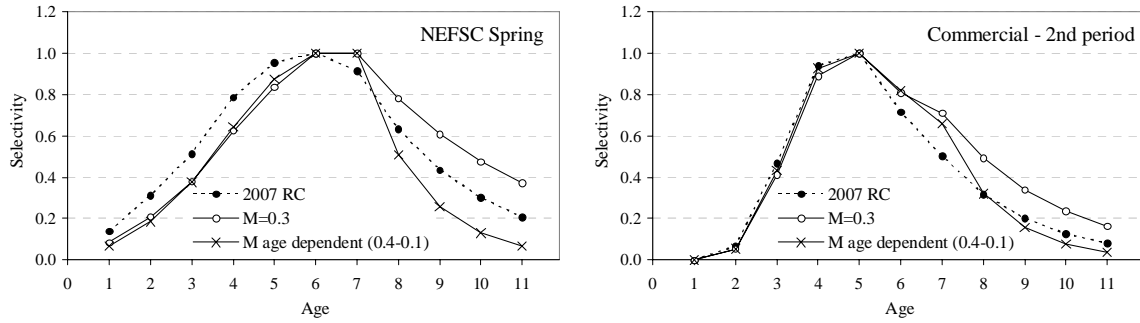 NEFSC Spring
1.2
1.0
0.8
0.6
0.4
0.2
0.0
Selectivity
2007 RC
M=0.3
M age dependent (0.4-0.1)
0 1 2 3 4 5 6 7 8 9 10 11
Age
Commercial - 2nd period
1.2
1.0
0.8
0.6
0.4
0.2
0.0
Selectivity
2007 RC
M=0.3
M age dependent (0.4-0.1)
0 1 2 3 4 5 6 7 8 9 10 11
Age